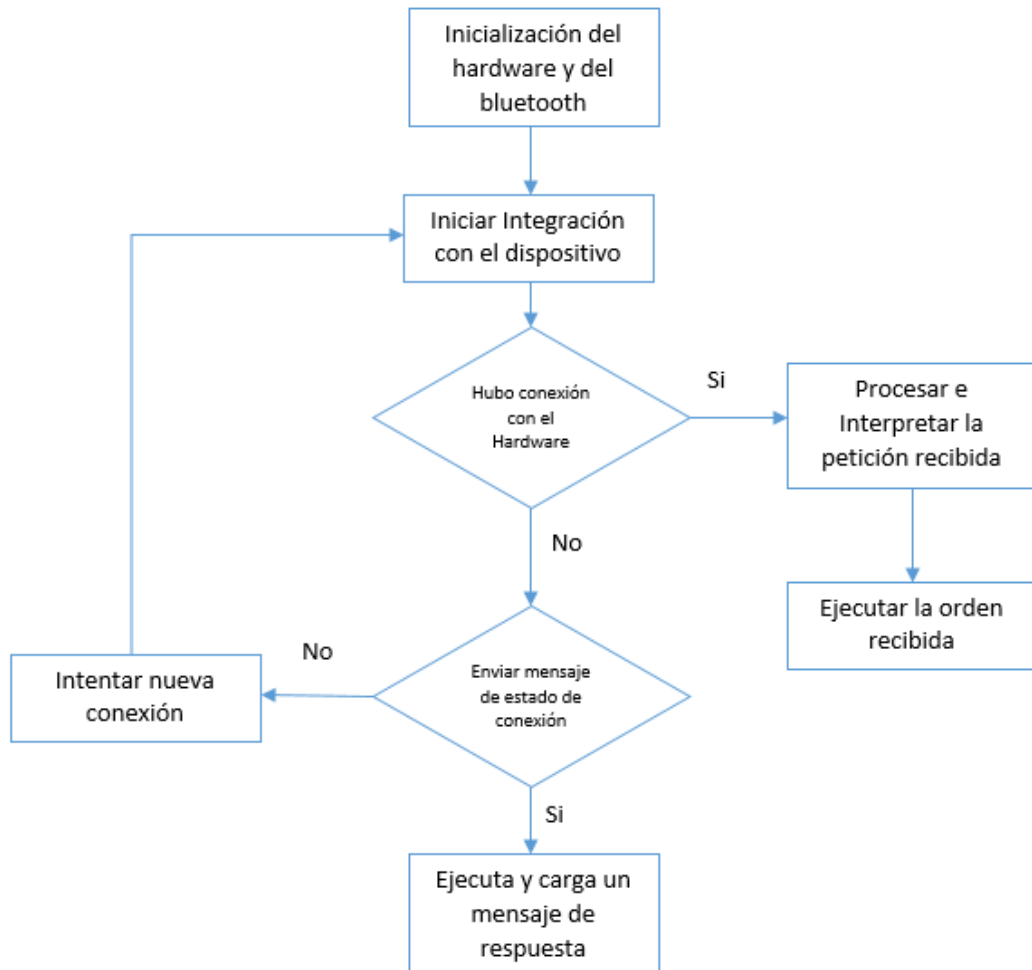 Inicialización del
hardware y del
bluetooth
Iniciar Integración
con el dispositivo
Hubo conexión
con el
Hardware
Si
Procesar e
Interpretar la
petición recibida
No
Ejecutar la orden
recibida
Enviar mensaje
de estado de
conexión
No
Intentar nueva
conexión
Si
Ejecuta y carga un
mensaje de
respuesta